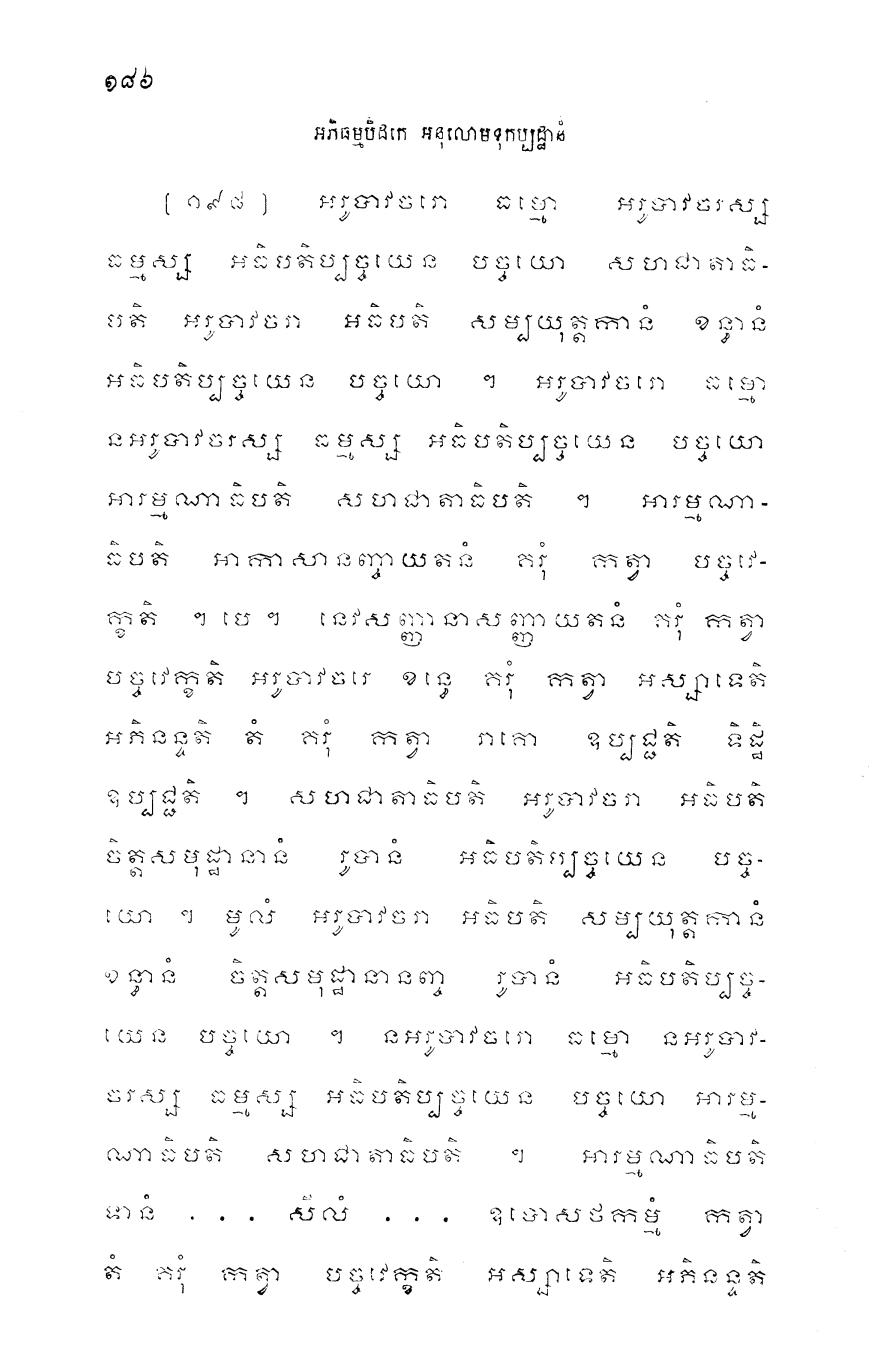 ១៨៦
អភិធម្មបិដកេ អនុលោមទុកប្បដ្ឋានំ
[ ១៩៨ ] អរូបាវចរោ ធម្មោ អរូបាវចរស្ស
ធម្មស្ស អធិបតិប្បច្ចយេន បច្ចយោ សហជាតាធិ-
បតិ អរូបាវចរា អធិបតិ សម្បយុត្តកានំ ខន្ធានំ
អធិបតិប្បច្ចយេន បច្ចយោ ។ អរូបាវចរោ ធម្មោ
នអរូបាវចរស្ស ធម្មស្ស អធិបតិប្បច្ចយេន បច្ចយោ
អារម្មណាធិបតិ សហជាតាធិបតិ ។ អារម្មណា-
ធិបតិ អាកាសានញ្ចាយតនំ គរុំ កត្វា បច្ចវេ-
ក្ខតិ ។ បេ ។ នេវសញ្ញានាសញ្ញាយតនំ គរុំ កត្វា
បច្ចវេក្ខតិ អរូបាវចរេ ខន្ធេ គរុំ កត្វា អស្សាទេតិ
អភិនន្ទតិ តំ គរុំ កត្វា រាគោ ឧប្បជ្ជតិ ទិដ្ឋិ
ឧប្បជ្ជតិ ។ សហជាតាធិបតិ អរូបាវចរា អធិបតិ
ចិត្តសមុដ្ឋានានំ រូបានំ អធិបតិប្បច្ចយេន បច្ច-
យោ ។ មូលំ អរូបាវចរា អធិបតិ សម្បយុត្តកានំ
ខន្ធានំ ចិត្តសមុដ្ឋានានញ្ច រូបានំ អធិបតិប្បច្ច-
យេន បច្ចយោ ។ នអរូបាវចរោ ធម្មោ នអរូបាវ-
ចរស្ស ធម្មស្ស អធិបតិប្បច្ចយេន បច្ចយោ អារម្ម-
ណាធិបតិ សហជាតាធិបតិ ។ អារម្មណាធិបតិ
ទានំ . . . សីលំ . . . ឧបោសថកម្មំ កត្វា
តំ គរុំ កត្វា បច្ចវេក្ខតិ អស្សាទេតិ អភិនន្ទតិ